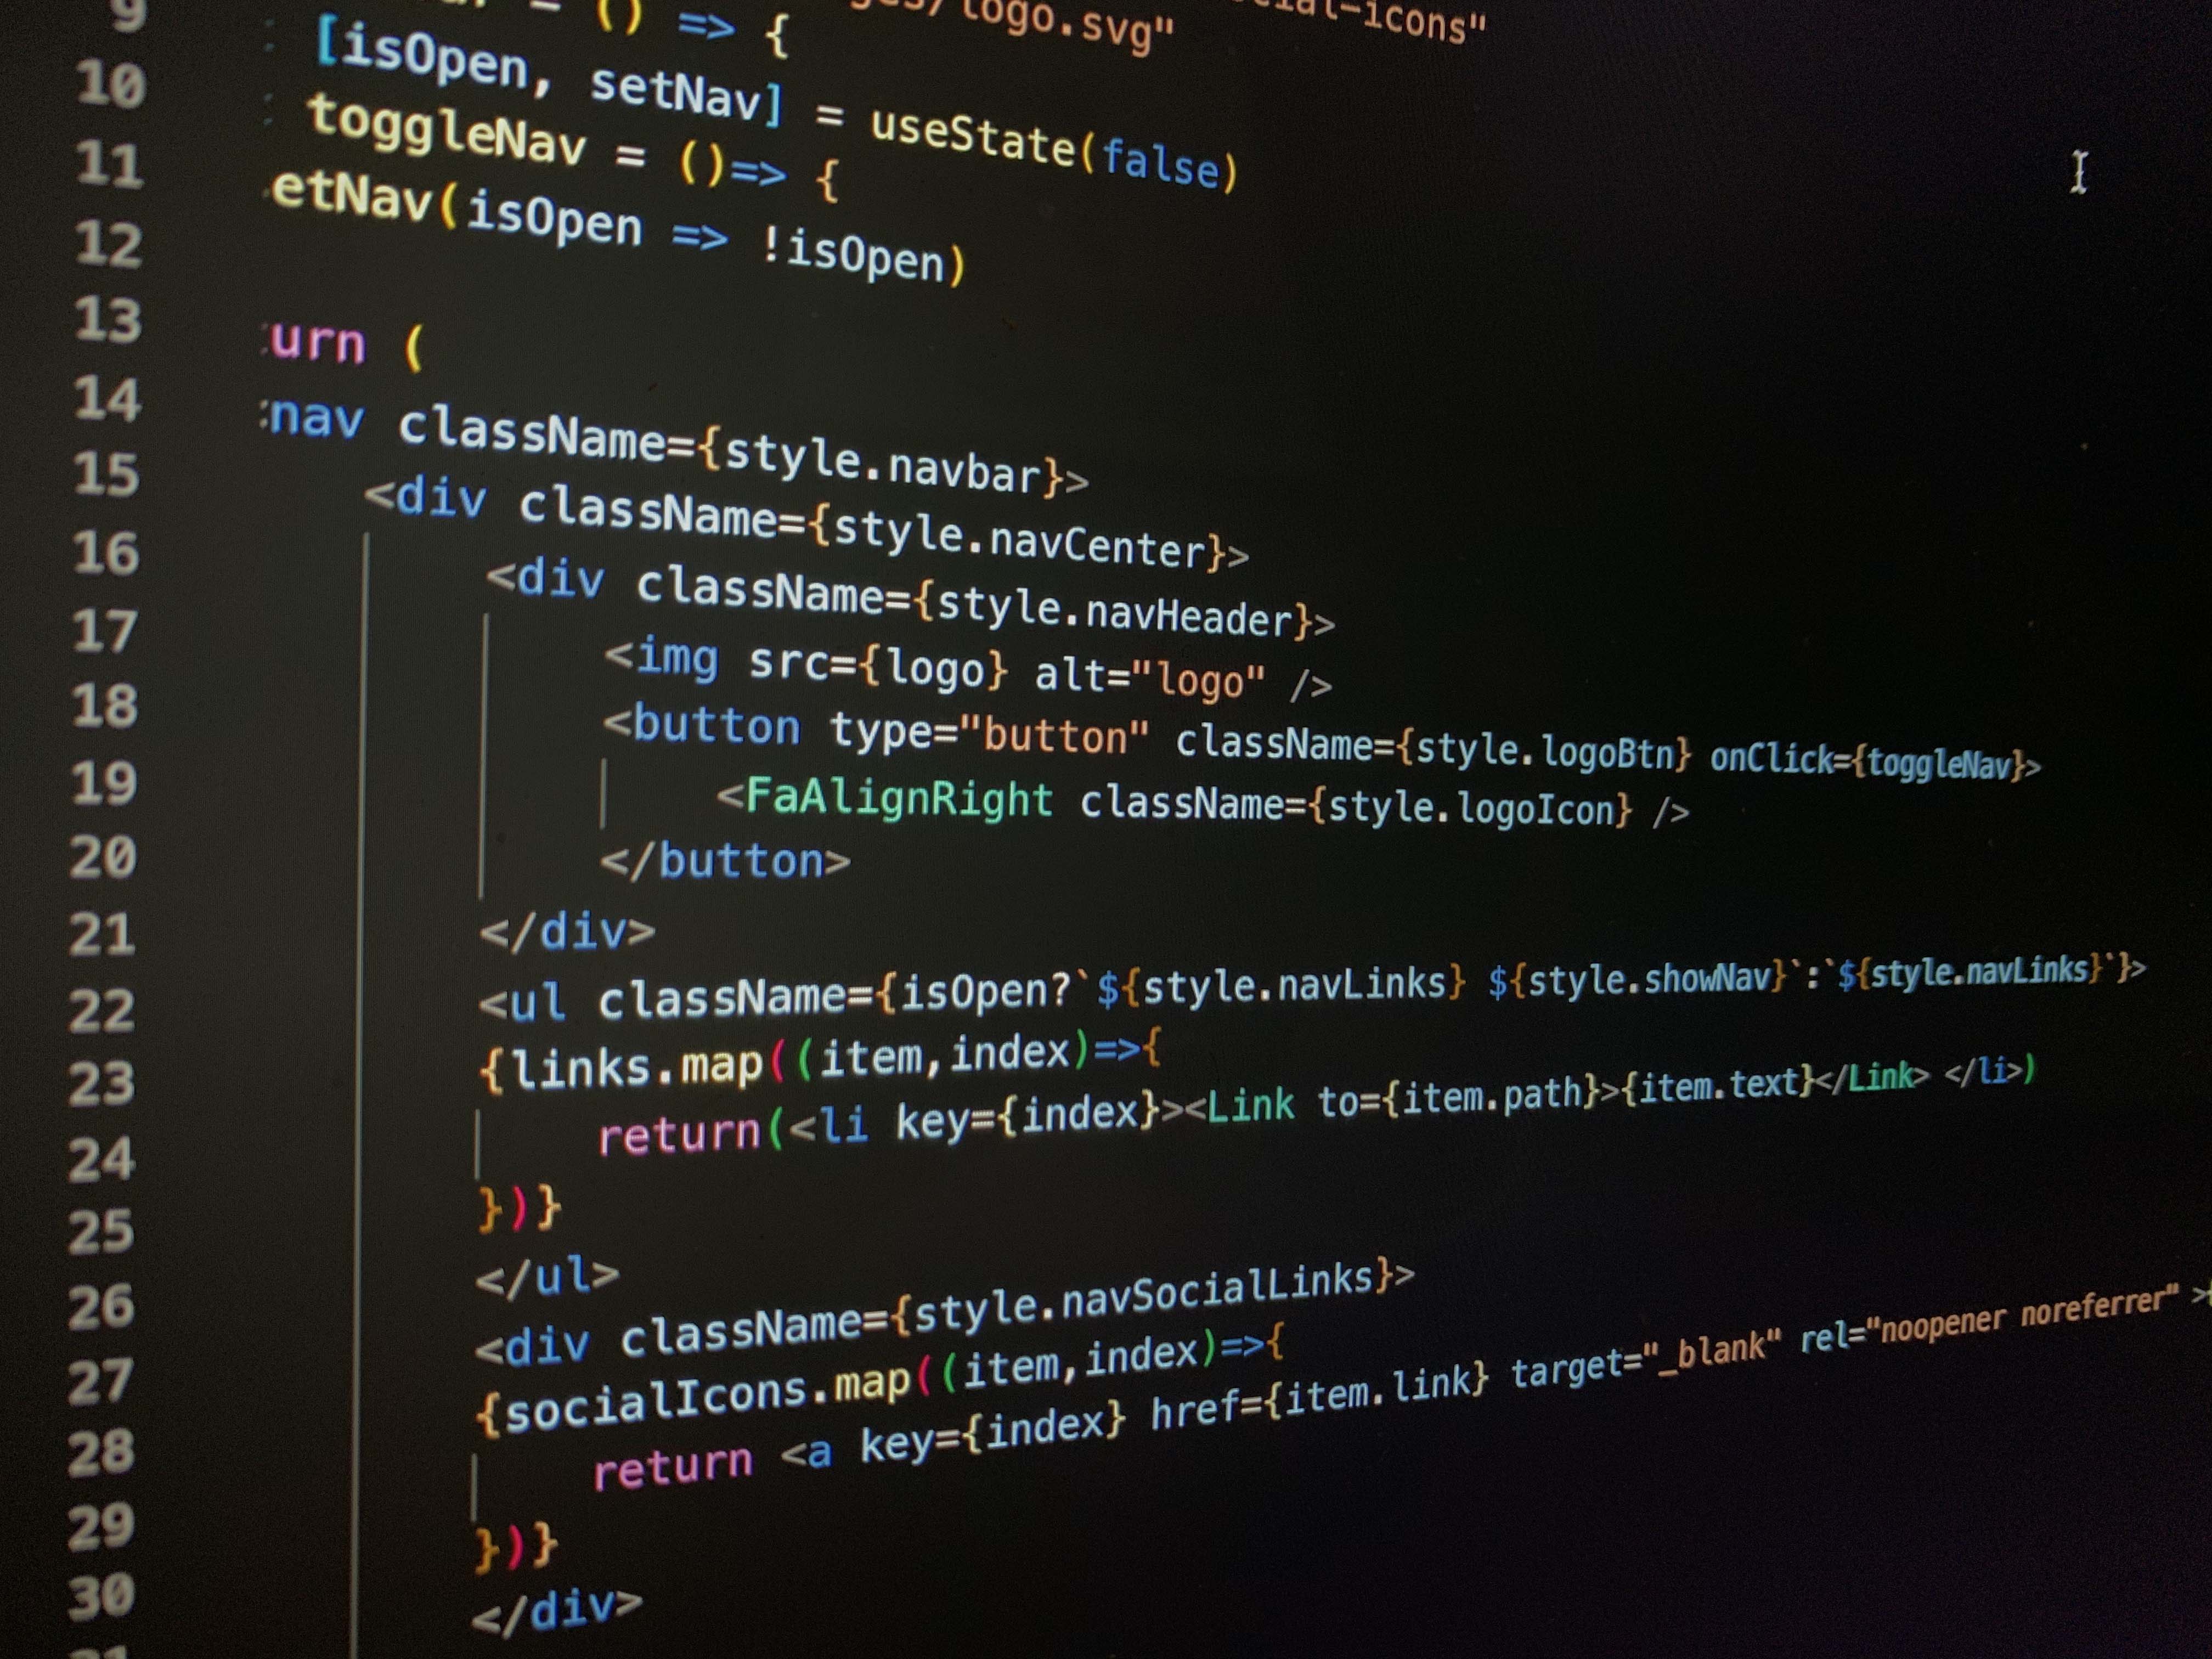 logo.svg" -icons"
9 = () => {
10 [isOpen, setNav] = useState(false)
11 toggleNav = ()=> {
12 etNav(isOpen => !isOpen)
13
14 urn (
15 nav className={style.navbar}>
16 <div className={style.navCenter}>
17 <div className={style.navHeader}>
18 <img src={logo} alt="logo" />
19 <button type="button" className={style.logoBtn} onClick={toggleNav}>
20 <FaAlignRight className={style.logoIcon} />
</button>
21 </div>
22 <ul className={isOpen?`${style.navLinks} ${style.showNav}`:`${style.navLinks}`}>
23 {links.map((item,index)=>{
24 return(<li key={index}><Link to={item.path}>{item.text}</Link> </li>)
25 })}
26 </ul>
27 <div className={style.navSocialLinks}>
28 {socialIcons.map((item,index)=>{
29 return <a key={index} href={item.link} target="_blank" rel="noopener noreferrer" >
30 })}
</div>